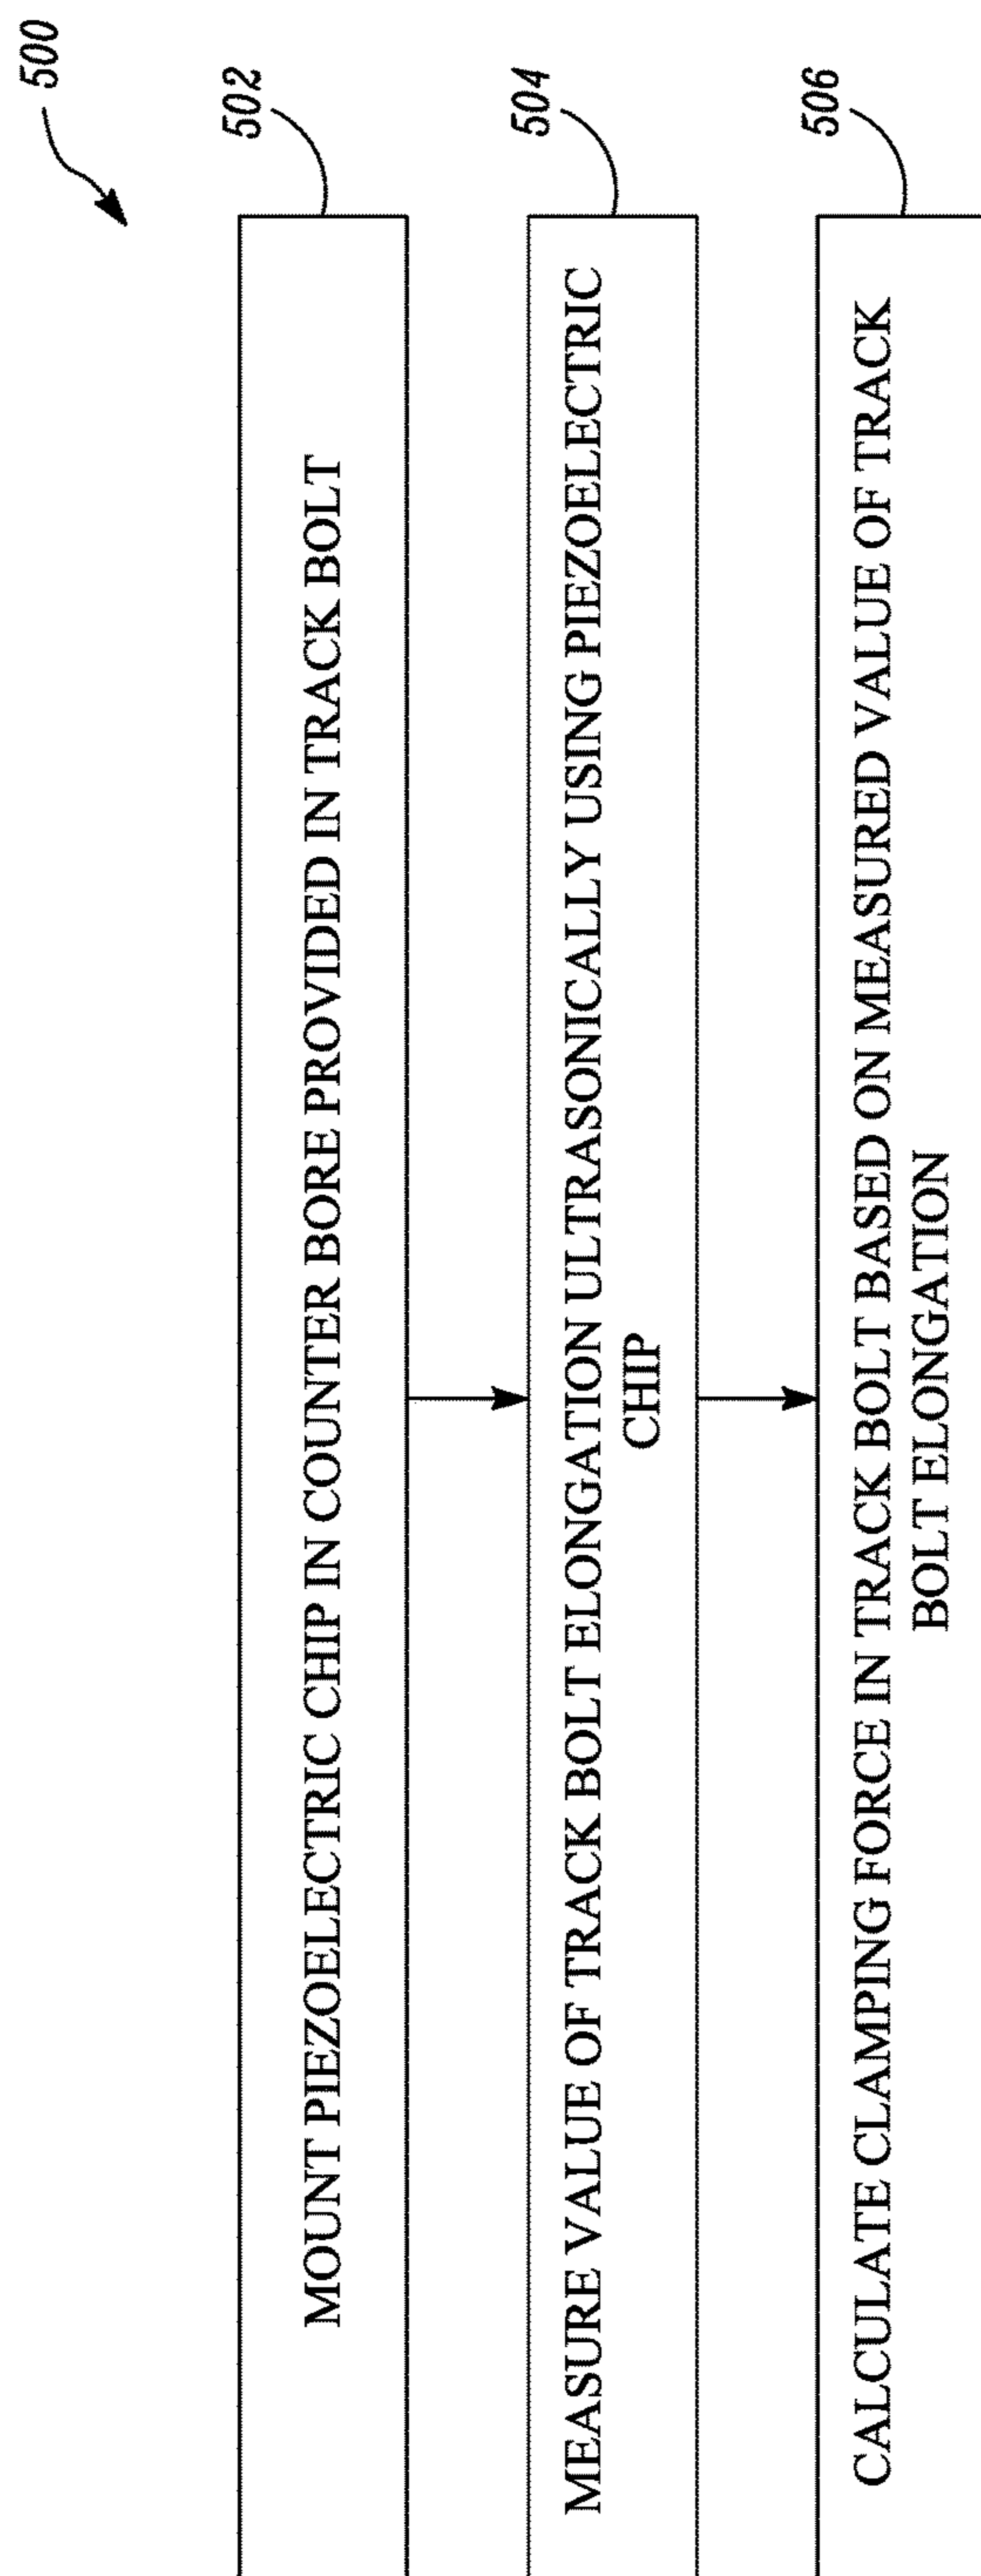 500
502
MOUNT PIEZOELECTRIC CHIP IN COUNTER BORE PROVIDED IN TRACK BOLT
504
MEASURE VALUE OF TRACK BOLT ELONGATION ULTRASONICALLY USING PIEZOELECTRIC
CHIP
506
CALCULATE CLAMPING FORCE IN TRACK BOLT BASED ON MEASURED VALUE OF TRACK
BOLT ELONGATION